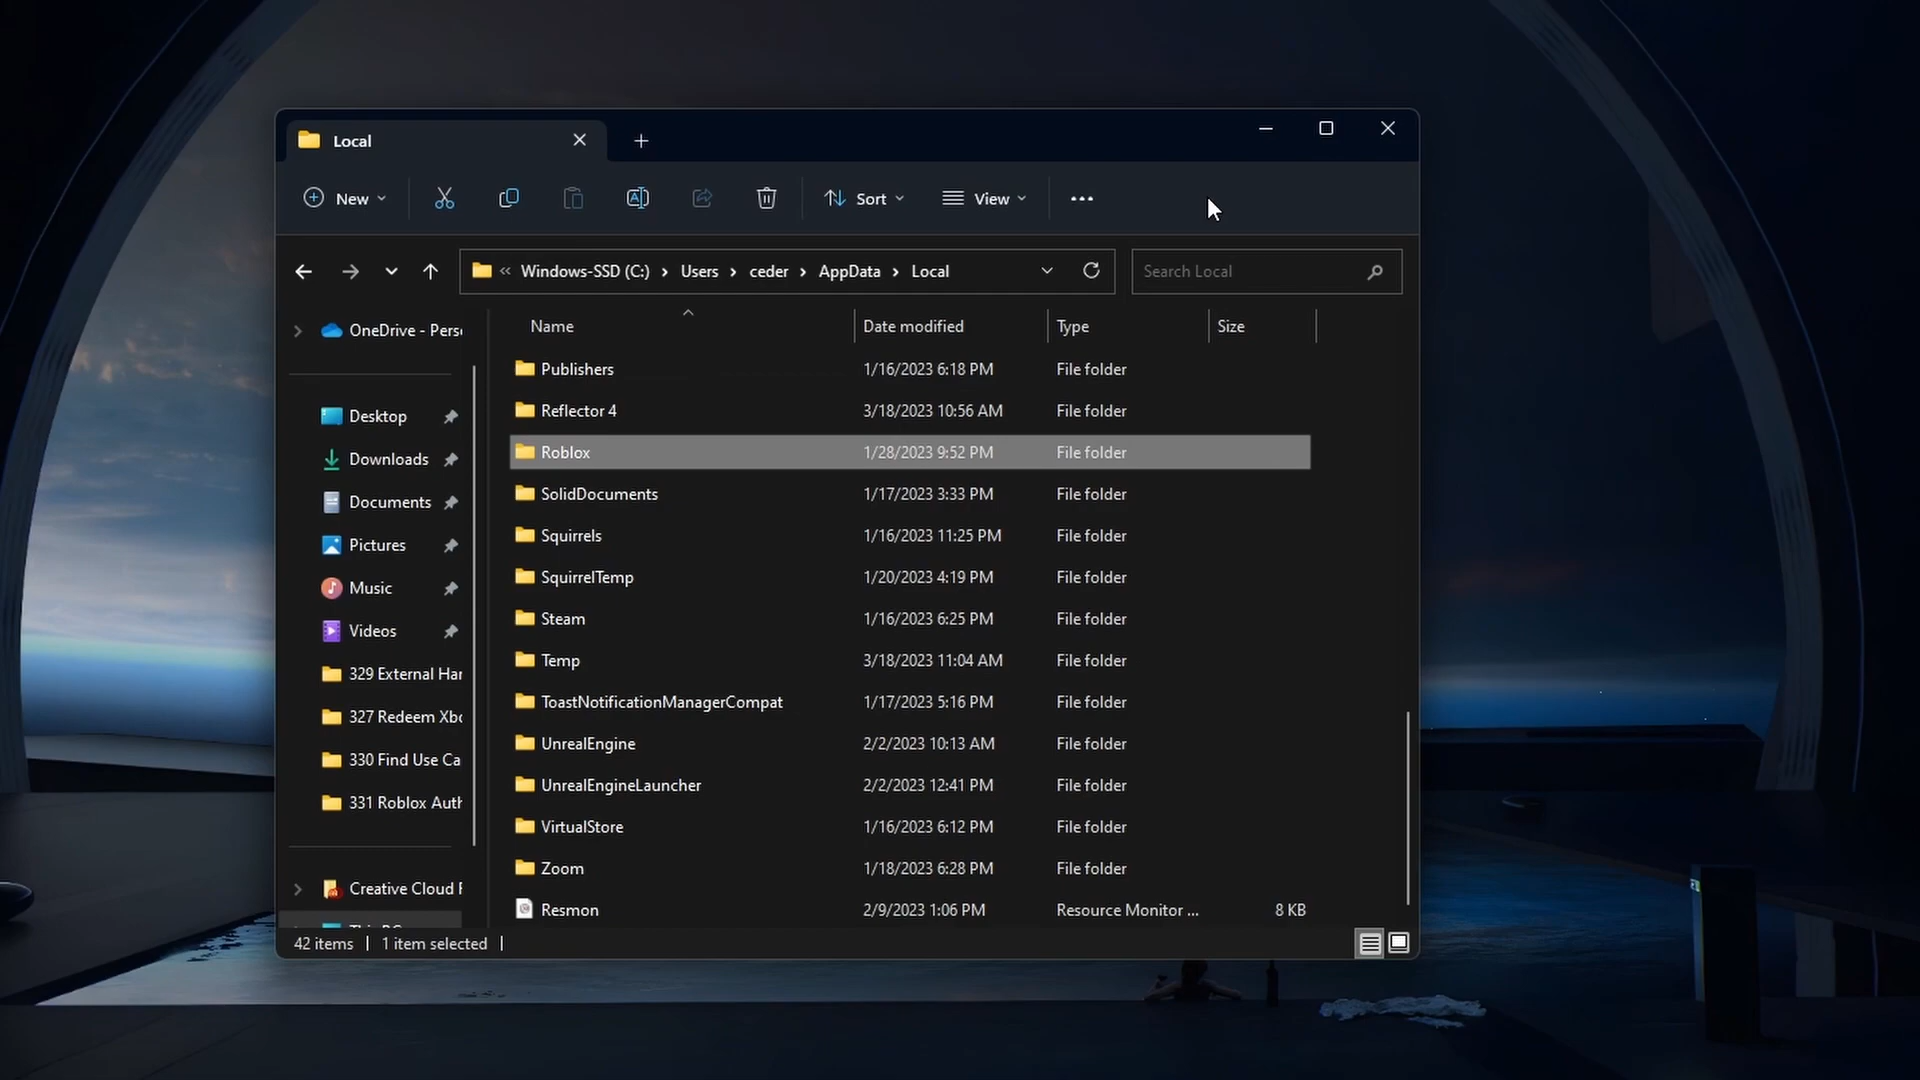 Local
New
Sort
View
Windows-SSD (C:) Users ceder AppData Local
Search Local
Name Date modified Type Size
OneDrive - Pers
Desktop
Downloads
Documents
Pictures
Music
Videos
329 External Har
327 Redeem Xbo
330 Find Use Ca
331 Roblox Auth
Creative Cloud F
Publishers 1/16/2023 6:18 PM File folder
Reflector 4 3/18/2023 10:56 AM File folder
Roblox 1/28/2023 9:52 PM File folder
SolidDocuments 1/17/2023 3:33 PM File folder
Squirrels 1/16/2023 11:25 PM File folder
SquirrelTemp 1/20/2023 4:19 PM File folder
Steam 1/16/2023 6:25 PM File folder
Temp 3/18/2023 11:04 AM File folder
ToastNotificationManagerCompat 1/17/2023 5:16 PM File folder
UnrealEngine 2/2/2023 10:13 AM File folder
UnrealEngineLauncher 2/2/2023 12:41 PM File folder
VirtualStore 1/16/2023 6:12 PM File folder
Zoom 1/18/2023 6:28 PM File folder
Resmon 2/9/2023 1:06 PM Resource Monitor ... 8 KB
42 items 1 item selected